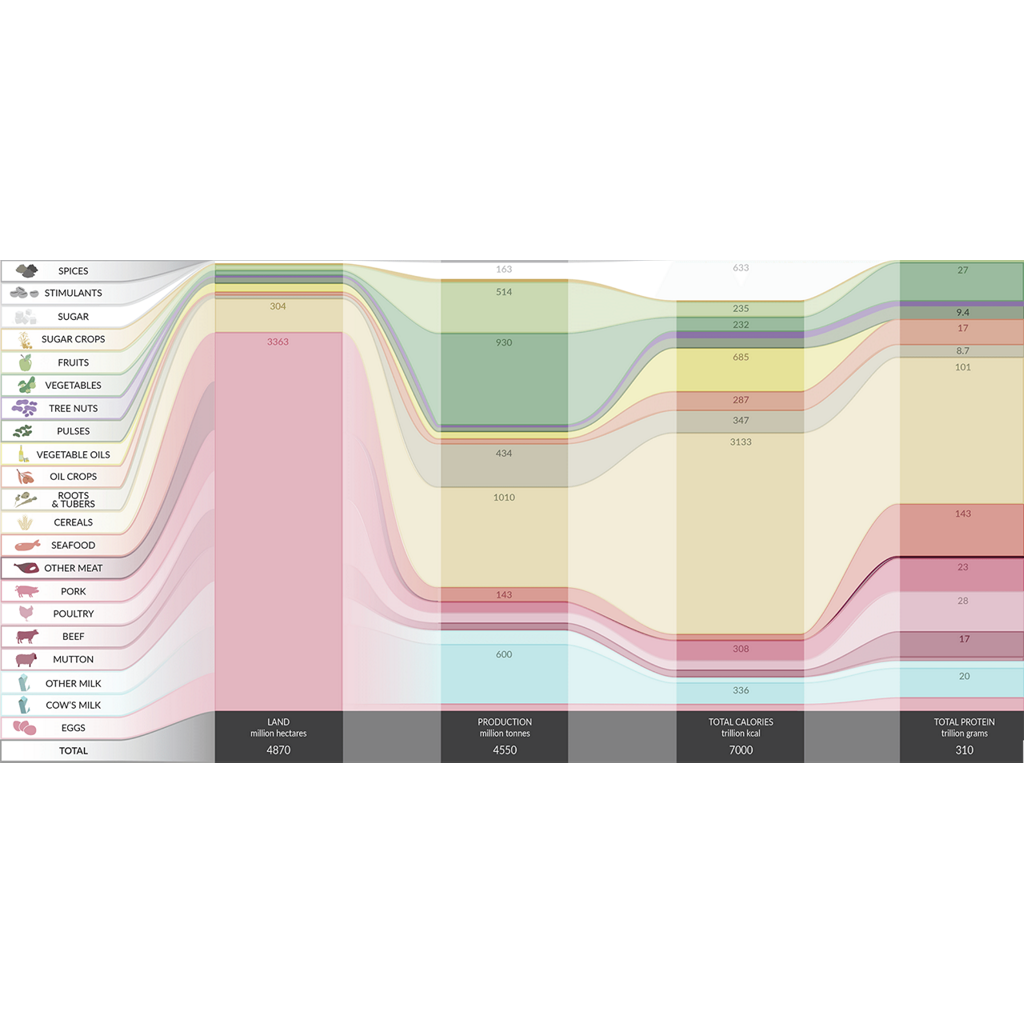 SPICES
STIMULANTS
SUGAR
SUGAR CROPS
FRUITS
VEGETABLES
TREE NUTS
PULSES
VEGETABLE OILS
OIL CROPS
ROOTS
& TUBERS
CEREALS
SEAFOOD
OTHER MEAT
PORK
POULTRY
BEEF
MUTTON
OTHER MILK
COW'S MILK
EGGS
TOTAL
304
3363
LAND
million hectares
4870
163
514
930
434
1010
143
600
PRODUCTION
million tonnes
4550
633
235
232
685
287
347
3133
308
336
TOTAL CALORIES
trillion kcal
7000
27
9.4
17
8.7
101
143
23
28
17
20
TOTAL PROTEIN
trillion grams
310